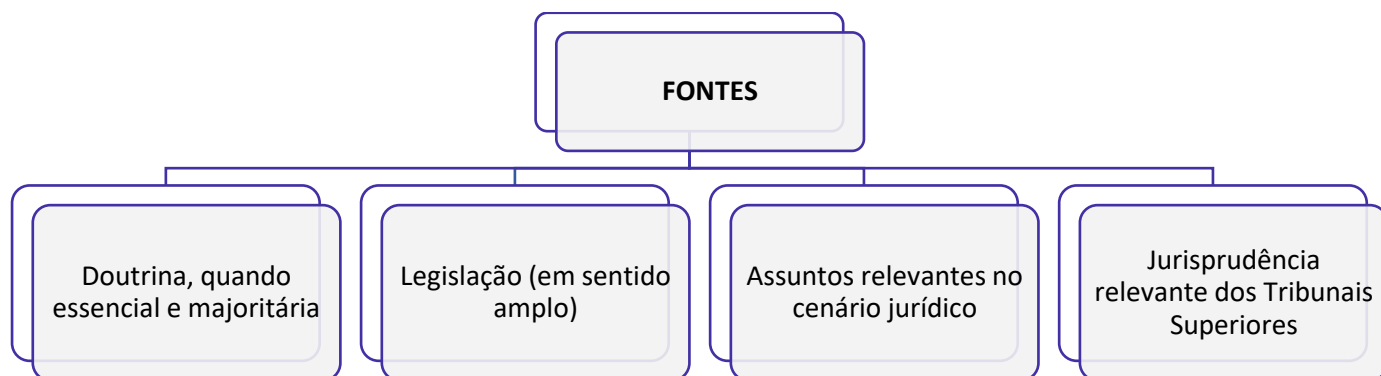 FONTES
Doutrina, quando
essencial e majoritária
Legislação (em sentido
amplo)
Assuntos relevantes no
cenário jurídico
Jurisprudência
relevante dos Tribunais
Superiores